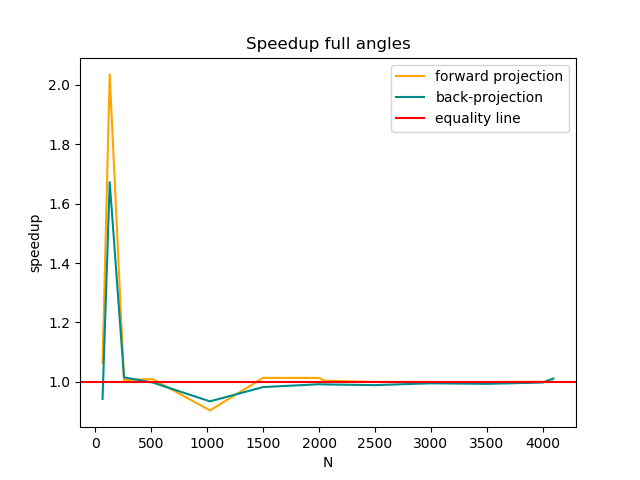 Speedup full angles
forward projection
back-projection
equality line
speedup
2.0
1.8
1.6
1.4
1.2
1.0
0 500 1000 1500 2000 2500 3000 3500 4000
N